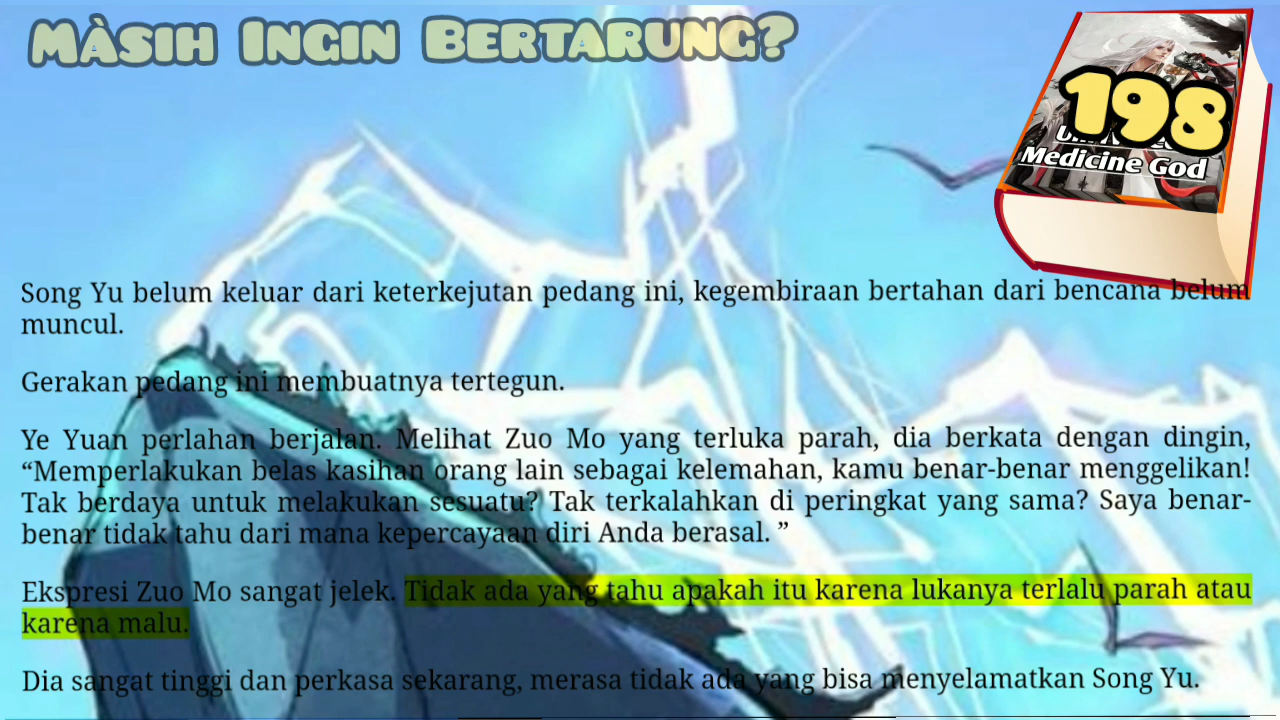 Màsih Ingin Bertarung?
198
Medicine God
Song Yu belum keluar dari keterkejutan pedang ini, kegembiraan bertahan dari bencana belum
muncul.
Gerakan pedang ini membuatnya tertegun.
Ye Yuan perlahan berjalan. Melihat Zuo Mo yang terluka parah, dia berkata dengan dingin,
“Memperlakukan belas kasihan orang lain sebagai kelemahan, kamu benar-benar menggelikan!
Tak berdaya untuk melakukan sesuatu? Tak terkalahkan di peringkat yang sama? Saya benar-
benar tidak tahu dari mana kepercayaan diri Anda berasal. ”
Ekspresi Zuo Mo sangat jelek. Tidak ada yang tahu apakah itu karena lukanya terlalu parah atau
karena malu.
Dia sangat tinggi dan perkasa sekarang, merasa tidak ada yang bisa menyelamatkan Song Yu.